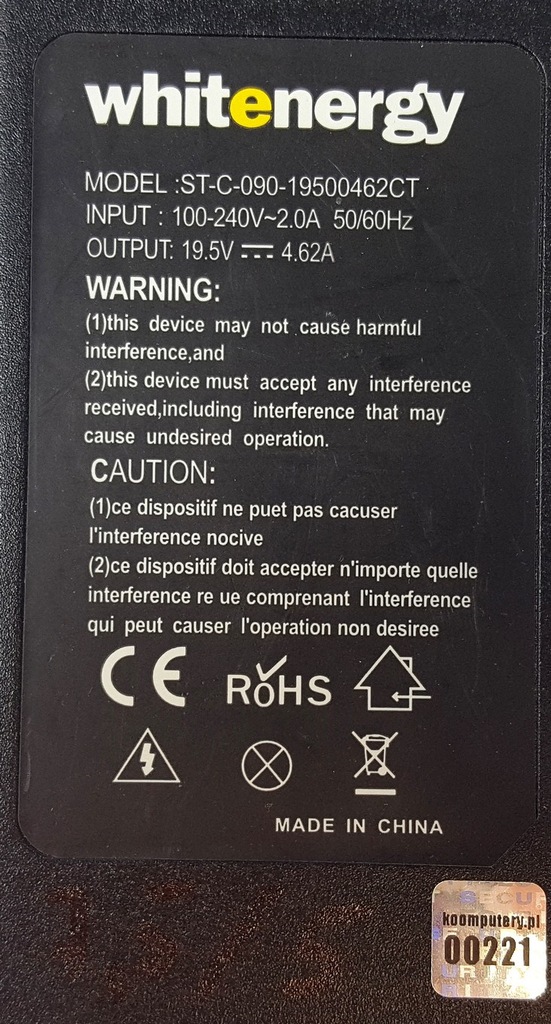 whitenergy
MODEL :ST-C-090-19500462CT
INPUT : 100-240V~2.0A 50/60Hz
OUTPUT: 19.5V ⎓ 4.62A
WARNING:
(1)this device may not cause harmful
interference,and
(2)this device must accept any interference
received,including interference that may
cause undesired operation.
CAUTION:
(1)ce dispositif ne puet pas cacuser
l'interference nocive
(2)ce dispositif doit accepter n'importe quelle
interference re ue comprenant l'interference
qui peut causer l'operation non desiree
CE RoHS
MADE IN CHINA
SECU
koomputery.pl
00221
URITY